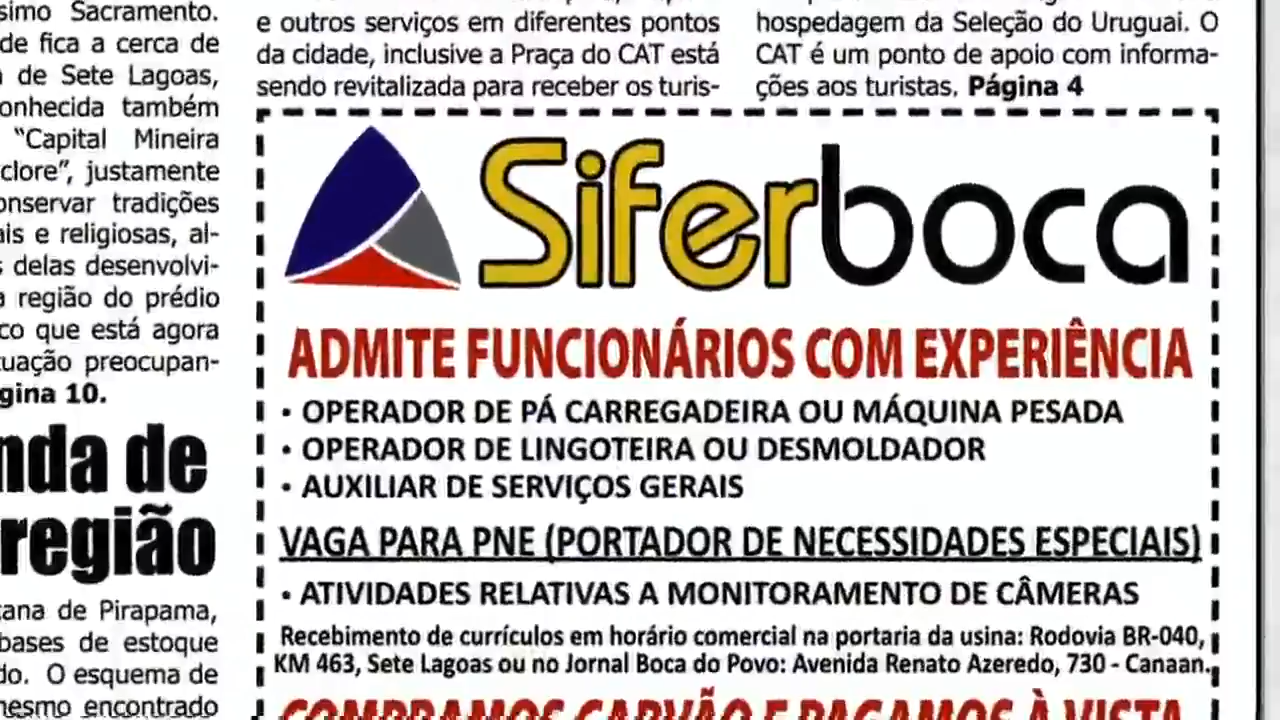 simo Sacramento.
de fica a cerca de
de Sete Lagoas,
onhecida também
“Capital Mineira
clore”, justamente
onservar tradições
ais e religiosas, al-
s delas desenvolvi-
a região do prédio
co que está agora
tuação preocupan-
gina 10.
nda de
região
cana de Pirapama,
bases de estoque
do. O esquema de
mesmo encontrado
e outros serviços em diferentes pontos
da cidade, inclusive a Praça do CAT está
sendo revitalizada para receber os turis-
hospedagem da Seleção do Uruguai. O
CAT é um ponto de apoio com informa-
ções aos turistas. Página 4
Siferboca
ADMITE FUNCIONÁRIOS COM EXPERIÊNCIA
• OPERADOR DE PÁ CARREGADEIRA OU MÁQUINA PESADA
• OPERADOR DE LINGOTEIRA OU DESMOLDADOR
• AUXILIAR DE SERVIÇOS GERAIS
VAGA PARA PNE (PORTADOR DE NECESSIDADES ESPECIAIS)
• ATIVIDADES RELATIVAS A MONITORAMENTO DE CÂMERAS
Recebimento de currículos em horário comercial na portaria da usina: Rodovia BR-040,
KM 463, Sete Lagoas ou no Jornal Boca do Povo: Avenida Renato Azeredo, 730 - Canaan.
COMPRAMOS CARVÃO E PAGAMOS À VISTA